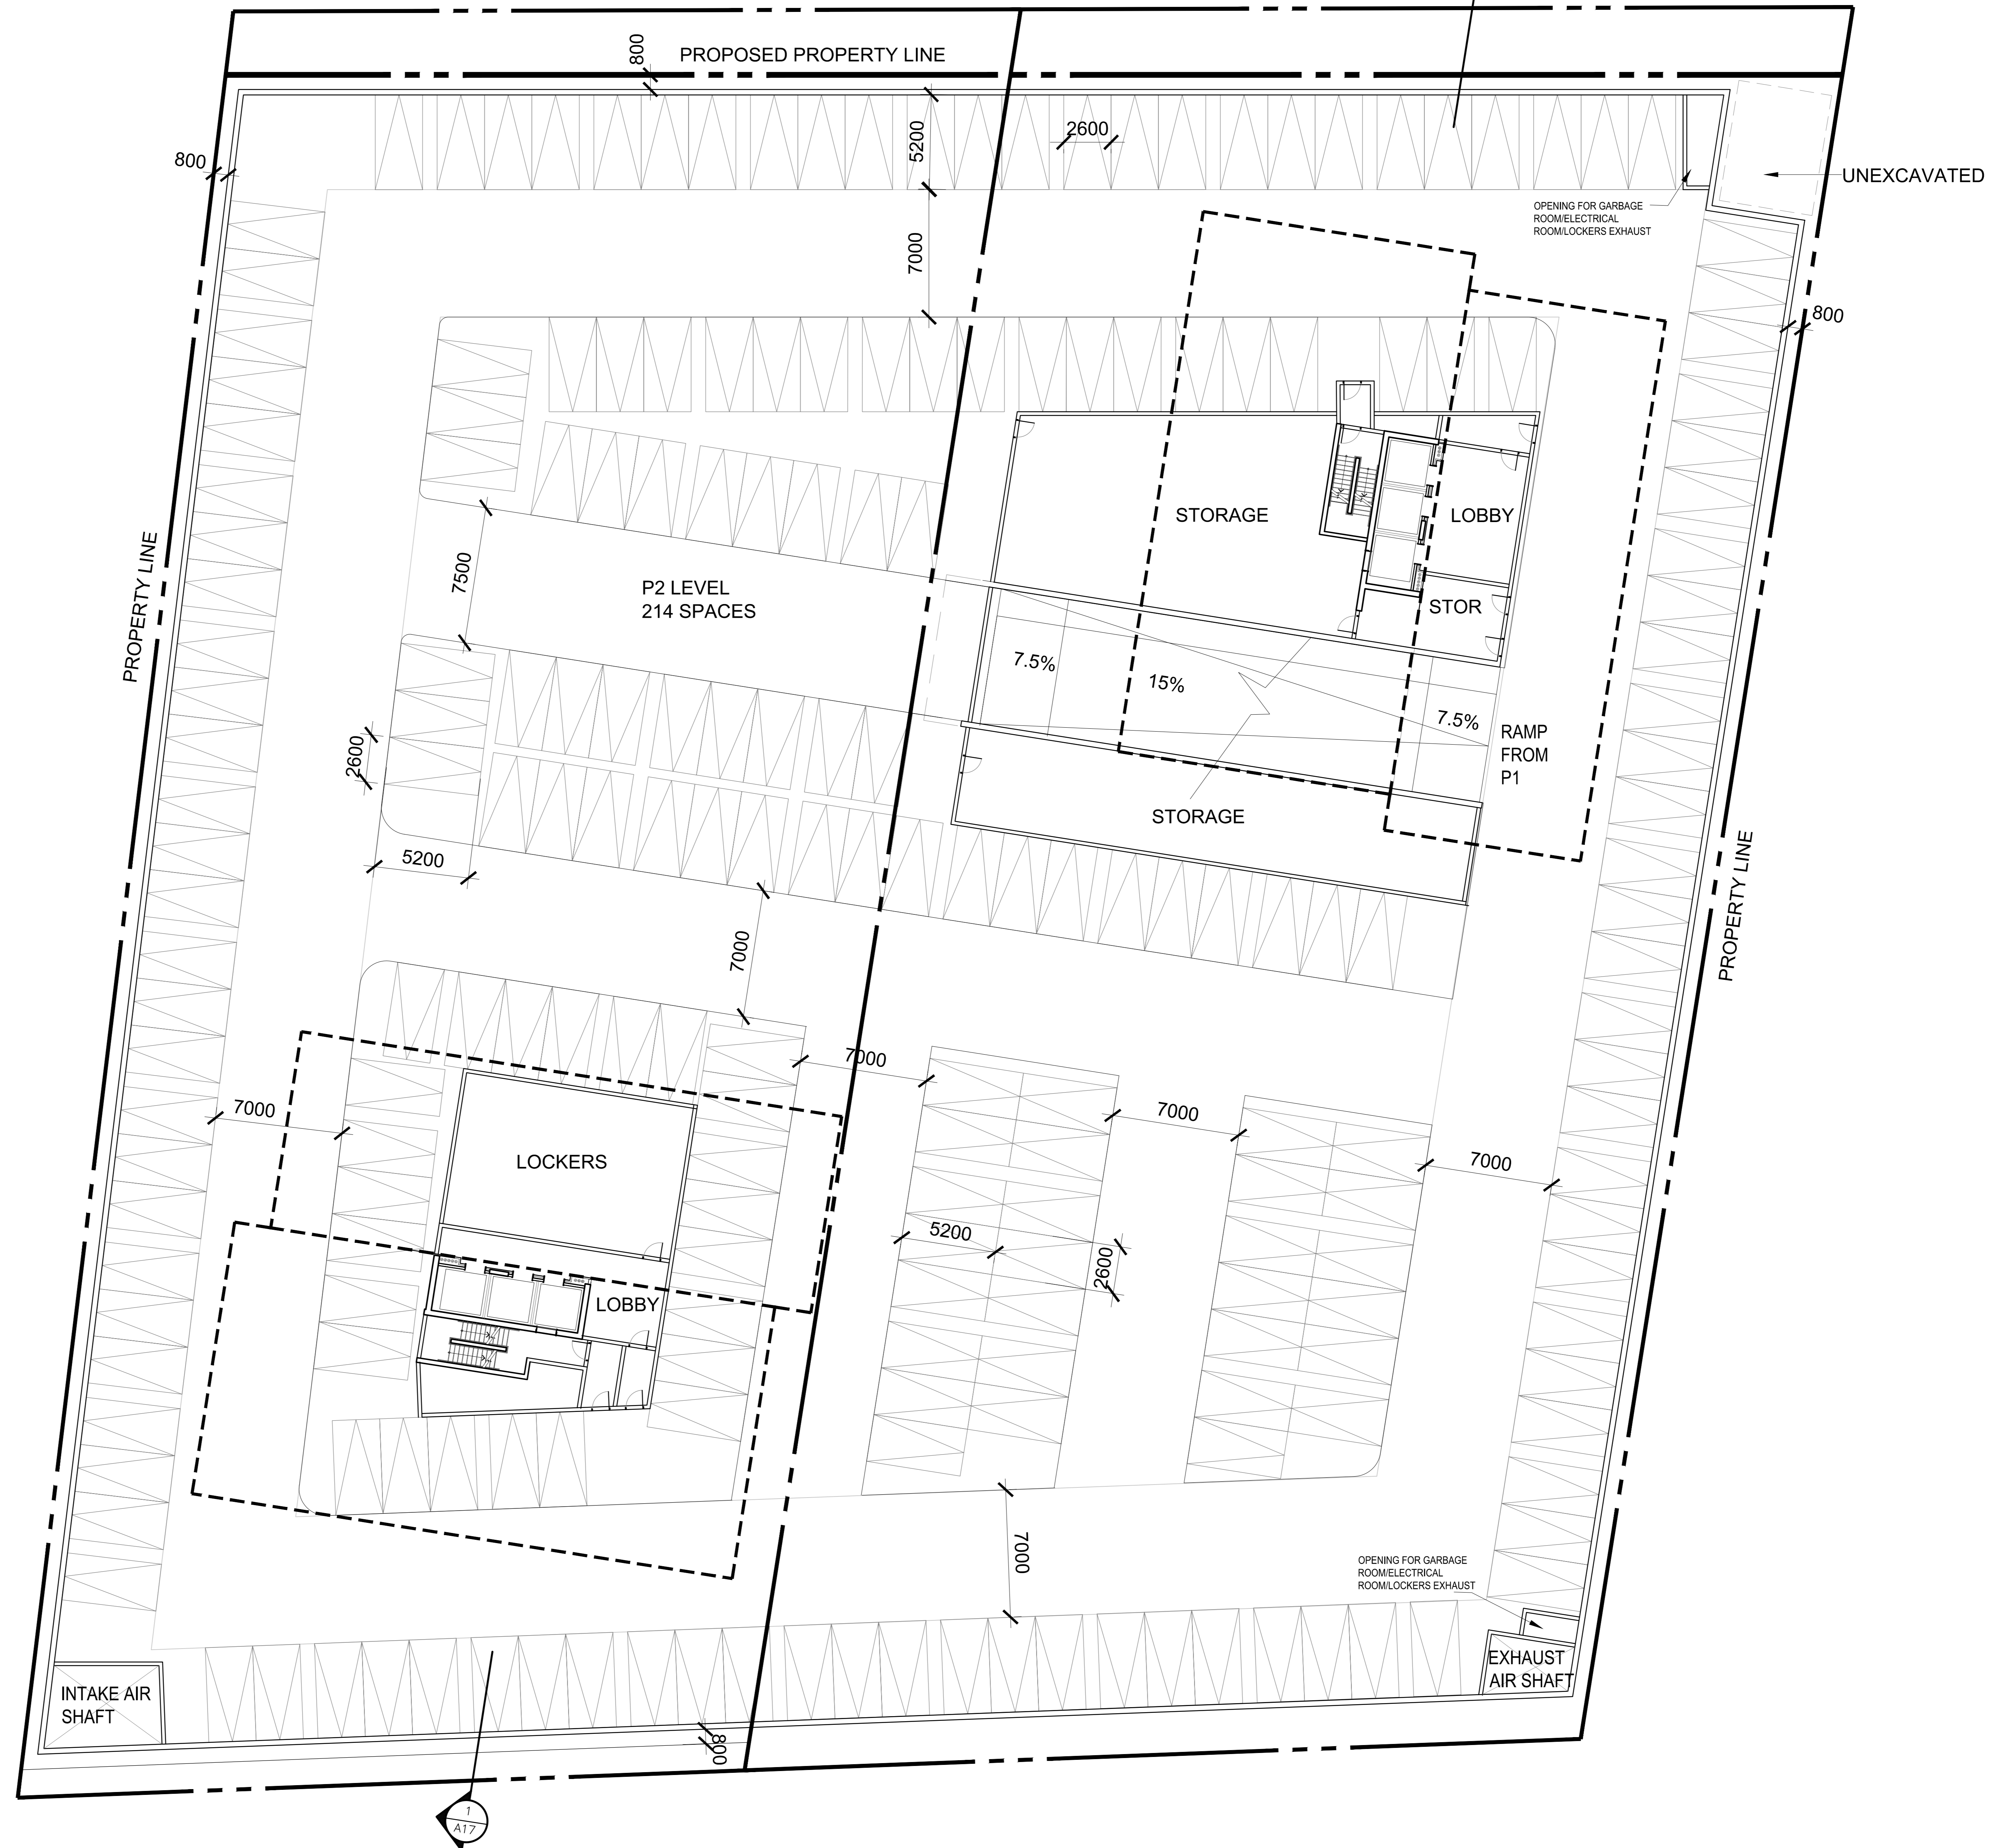 PROPOSED PROPERTY LINE
800
5200
2600
800
UNEXCAVATED
OPENING FOR GARBAGE
ROOM/ELECTRICAL
ROOM/LOCKERS EXHAUST
7000
800
STORAGE
LOBBY
PROPERTY LINE
7500
P2 LEVEL
214 SPACES
STOR
7.5%
15%
7.5%
RAMP
FROM
P1
2600
STORAGE
5200
PROPERTY LINE
7000
7000
7000
7000
7000
LOCKERS
5200
2600
LOBBY
7000
OPENING FOR GARBAGE
ROOM/ELECTRICAL
ROOM/LOCKERS EXHAUST
EXHAUST
AIR SHAFT
INTAKE AIR
SHAFT
800
1
A17